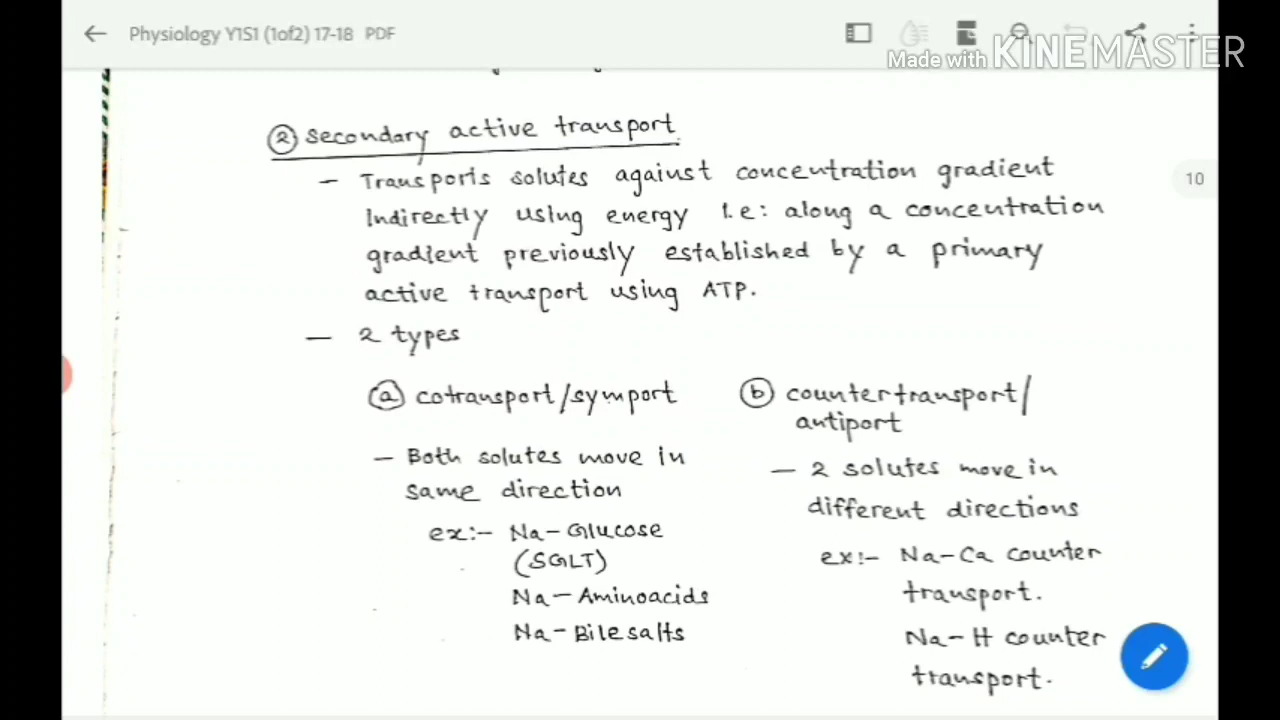 Physiology Y1S1 (1of2) 17-18 PDF
Made with KINEMASTER
10
② Secondary active transport
- Transports solutes against concentration gradient
Indirectly using energy i.e: along a concentration
gradient previously established by a primary
active transport using ATP.
- 2 types
ⓐ cotransport/symport
- Both solutes move in
same direction
ex:- Na-Glucose
(SGLT)
Na-Aminoacids
Na-Bilesalts
ⓑ countertransport/
antiport
- 2 solutes move in
different directions
ex:- Na-Ca counter
transport.
Na-H counter
transport.